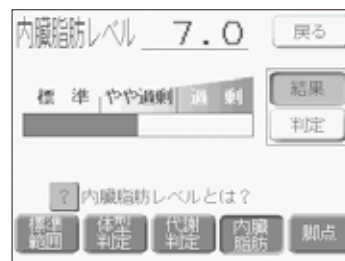 内臓脂肪レベル 7.0 戻る
標準 やや過剰 過剰 結果
判定
? 内臓脂肪レベルとは?
標準範囲 体型判定 代謝判定 内臓脂肪 脚点